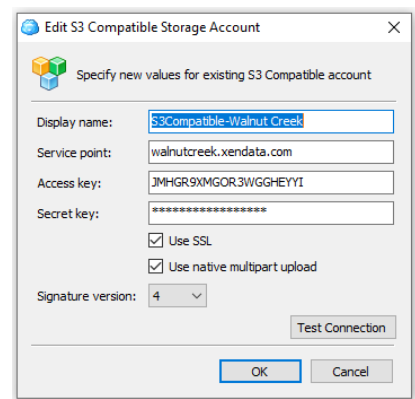 Edit S3 Compatible Storage Account
Specify new values for existing S3 Compatible account
Display name: S3Compatible-Walnut Creek
Service point: walnutcreek.xendata.com
Access key: JMHGR9XMGOR3WGGHEYYI
Secret key: *****************
Use SSL
Use native multipart upload
Signature version: 4
Test Connection
OK Cancel